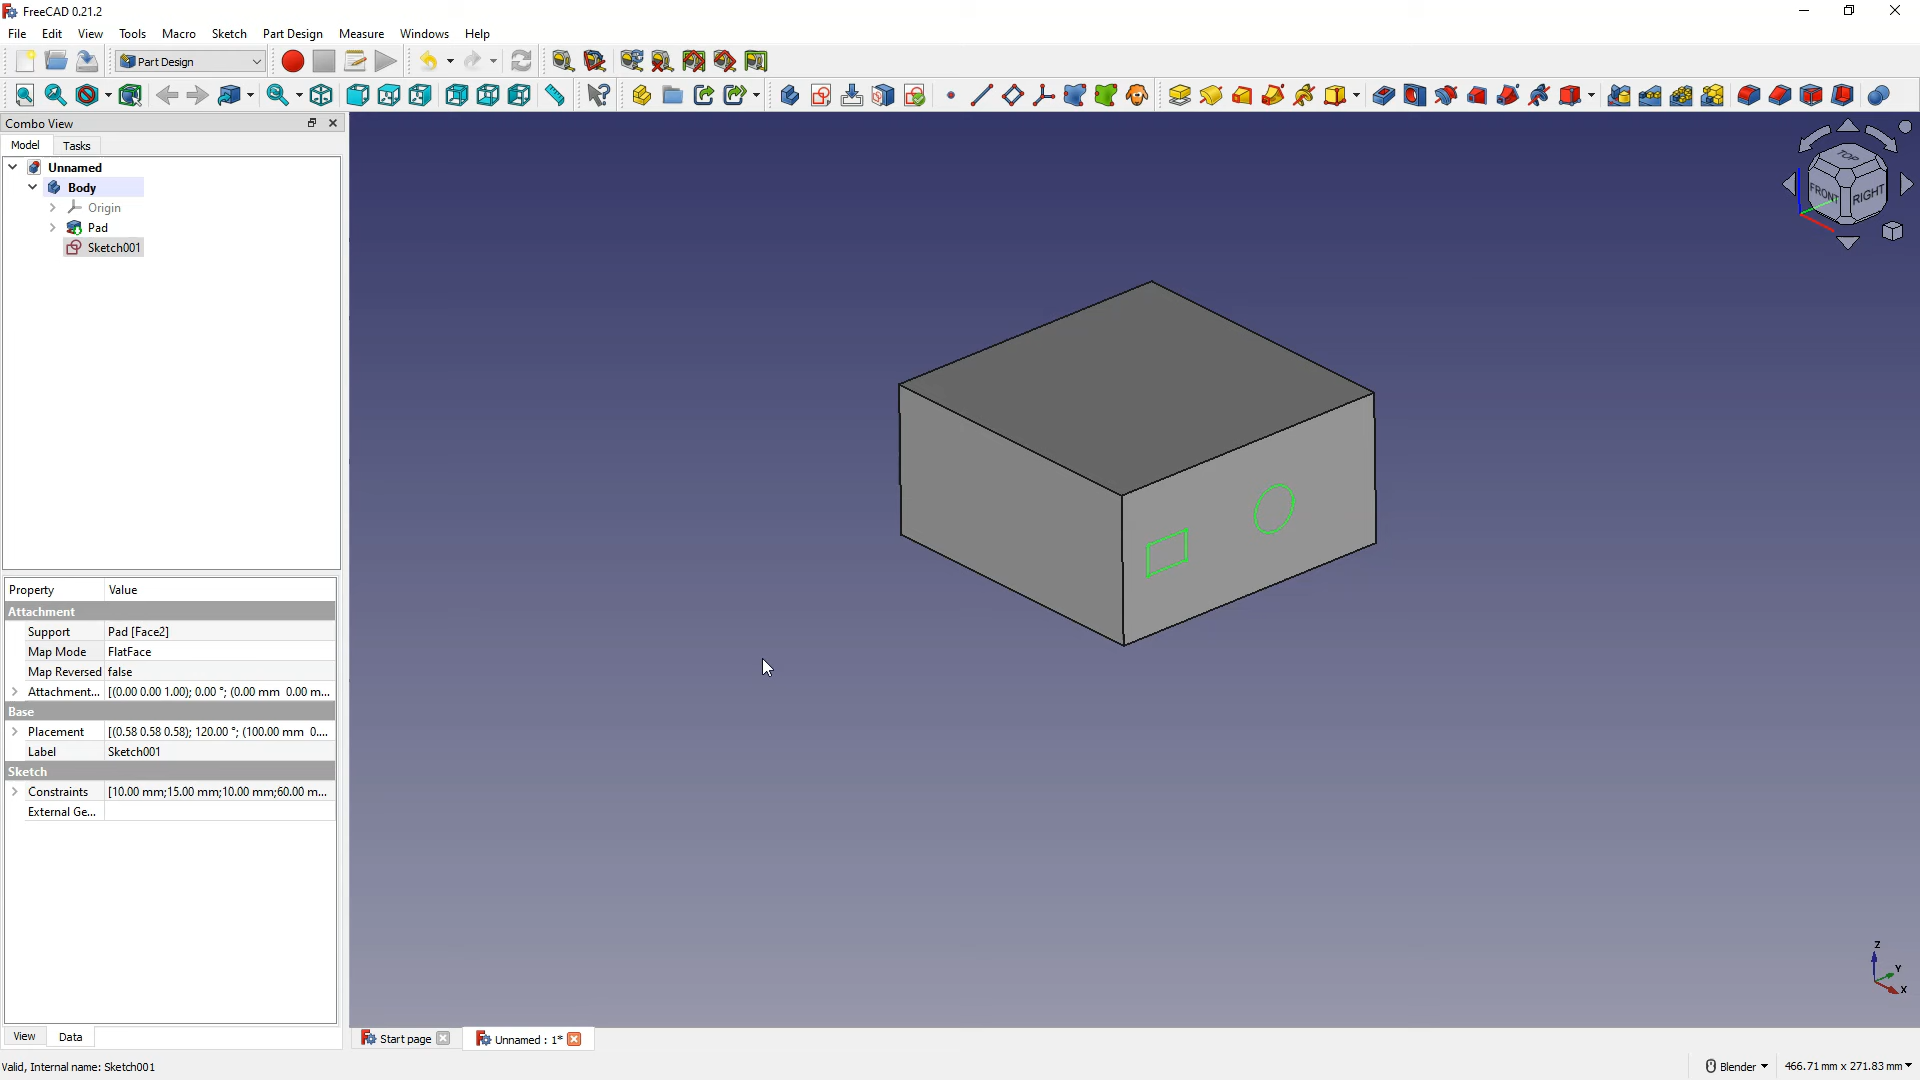 FreeCAD 0.21.2
File Edit View Tools Macro Sketch Part Design Measure Windows Help
Part Design
Combo View
Model Tasks
Unnamed
Body
Origin
Pad
Sketch001
Property Value
Attachment
Support Pad [Face2]
Map Mode FlatFace
Map Reversed false
Attachment... [(0.00 0.00 1.00); 0.00 °; (0.00 mm 0.00 m...
Base
Placement [(0.58 0.58 0.58); 120.00 °; (100.00 mm 0....
Label Sketch001
Sketch
Constraints [10.00 mm;15.00 mm;10.00 mm;60.00 m...
External Ge...
View Data
TOP
FRONT RIGHT
Z
Y
X
Start page Unnamed : 1*
Valid, Internal name: Sketch001
Blender 466.71 mm x 271.83 mm